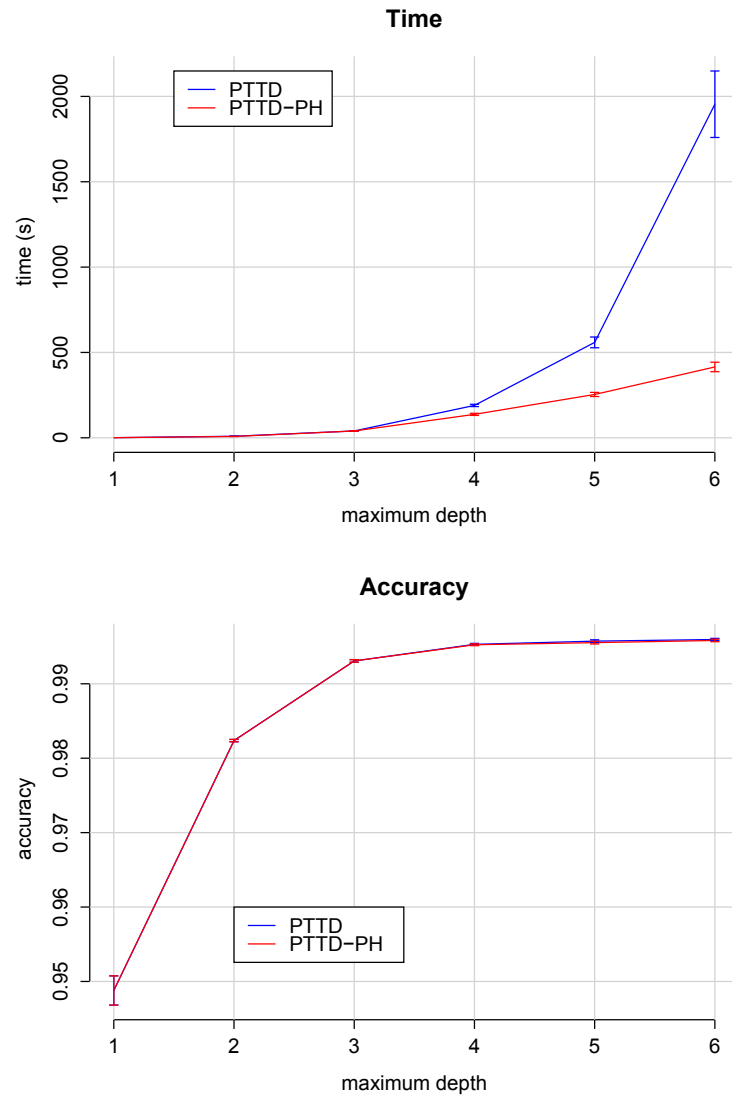 Time
PTTD
PTTD−PH
time (s)
2000
1500
1000
500
0
1 2 3 4 5 6
maximum depth
Accuracy
accuracy
0.99
0.98
0.97
0.96
0.95
PTTD
PTTD−PH
1 2 3 4 5 6
maximum depth